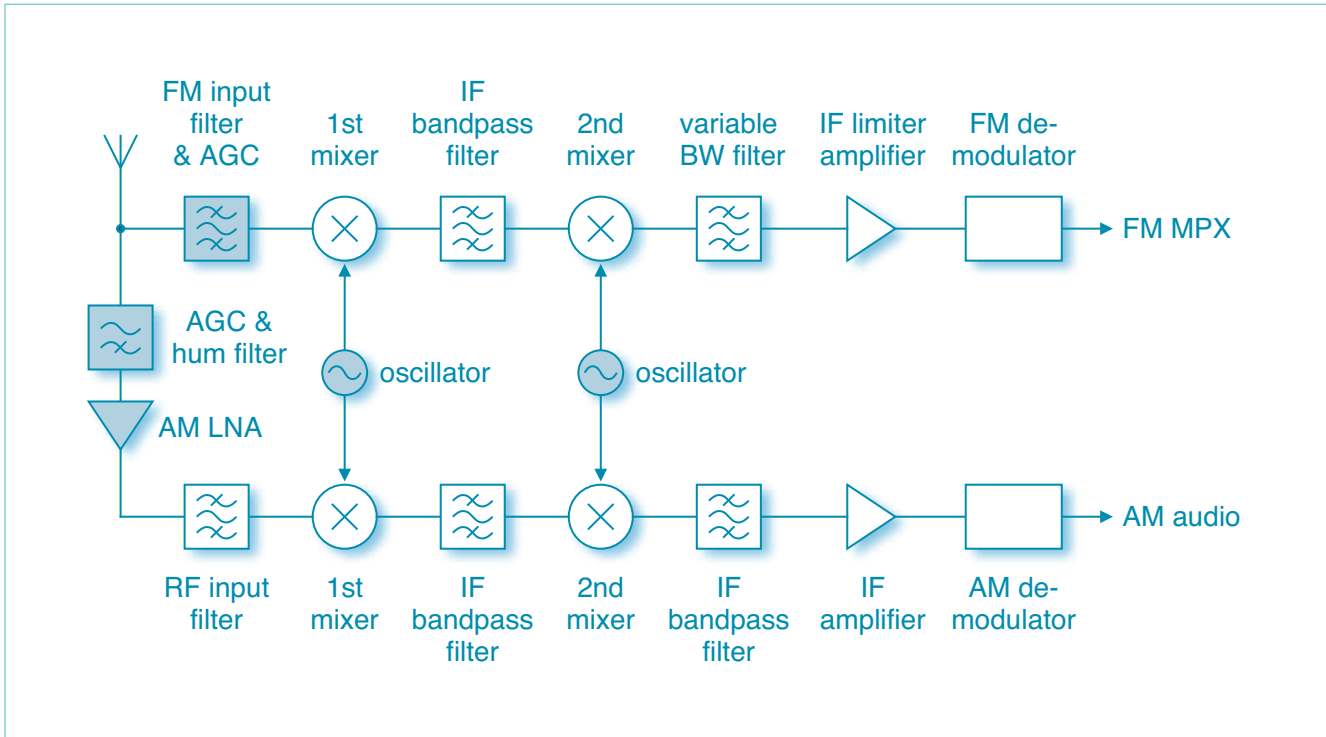 FM input
filter
& AGC
1st
mixer
IF
bandpass
filter
2nd
mixer
variable
BW filter
IF limiter
amplifier
FM de-
modulator
FM MPX
AGC &
hum filter
oscillator
oscillator
AM LNA
AM audio
RF input
filter
1st
mixer
IF
bandpass
filter
2nd
mixer
IF
bandpass
filter
IF
amplifier
AM de-
modulator